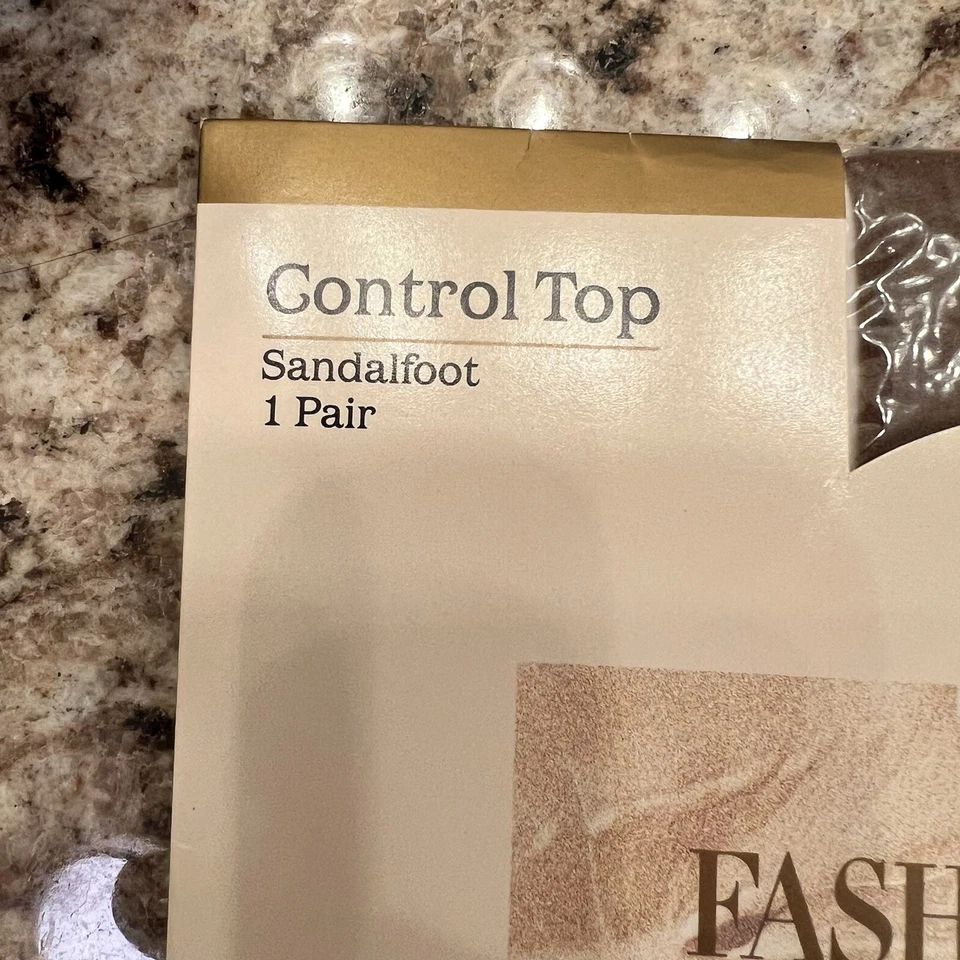 Control Top
Sandalfoot
1 Pair
FASH